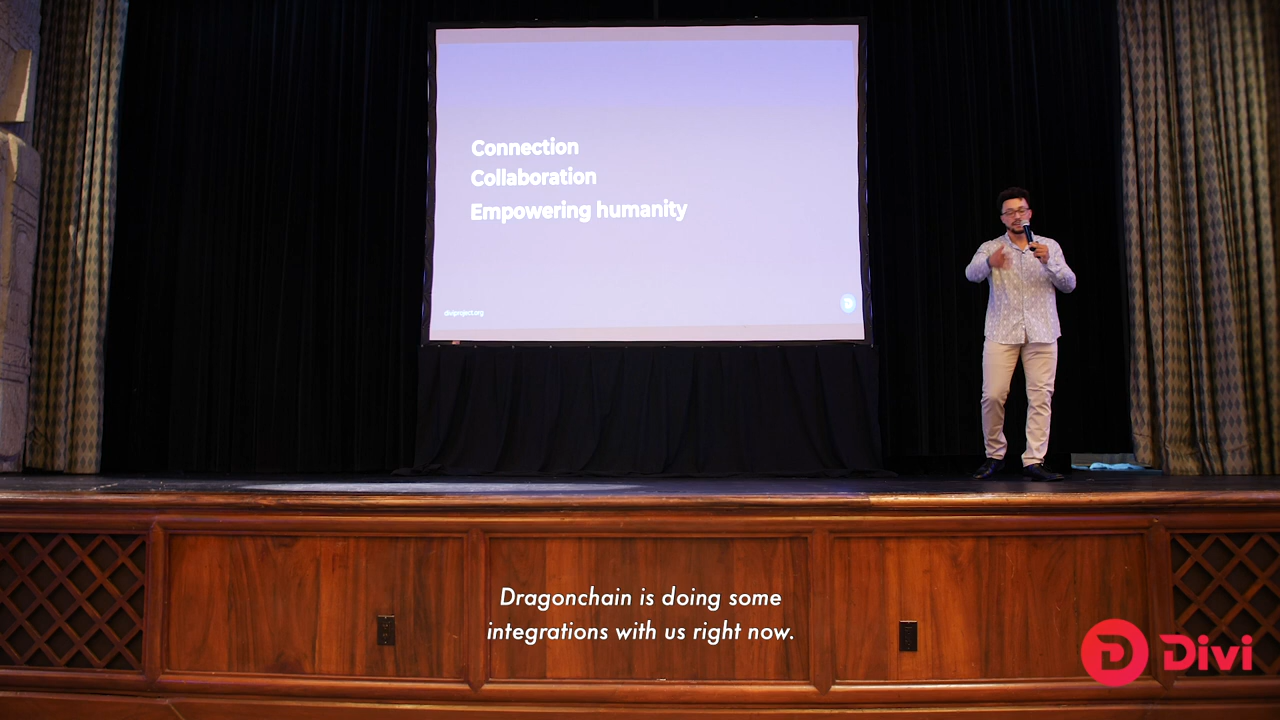 Connection
Collaboration
Empowering humanity
diviproject.org
Dragonchain is doing some
integrations with us right now.
Divi